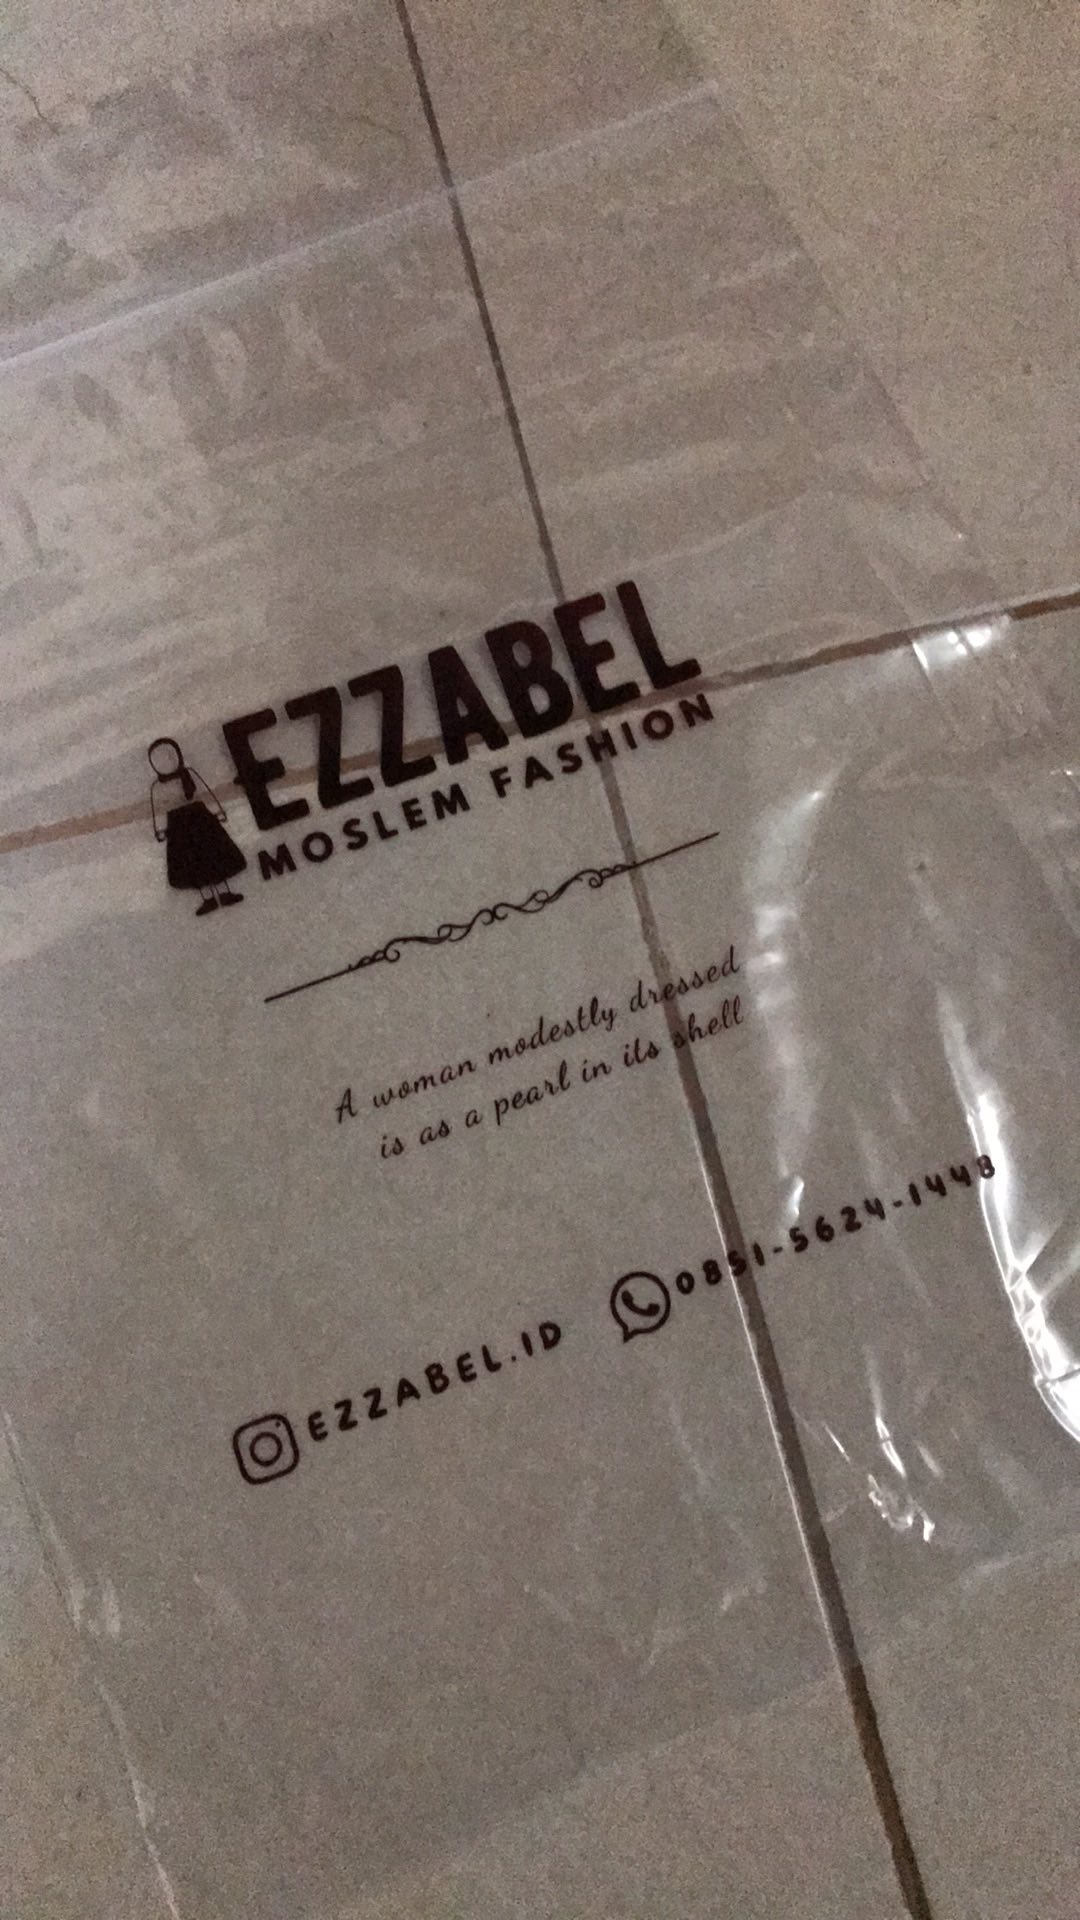 EZZABEL
MOSLEM FASHION
A woman modestly dressed
is as a pearl in its shell
EZZABEL.ID
0851-5624-1448